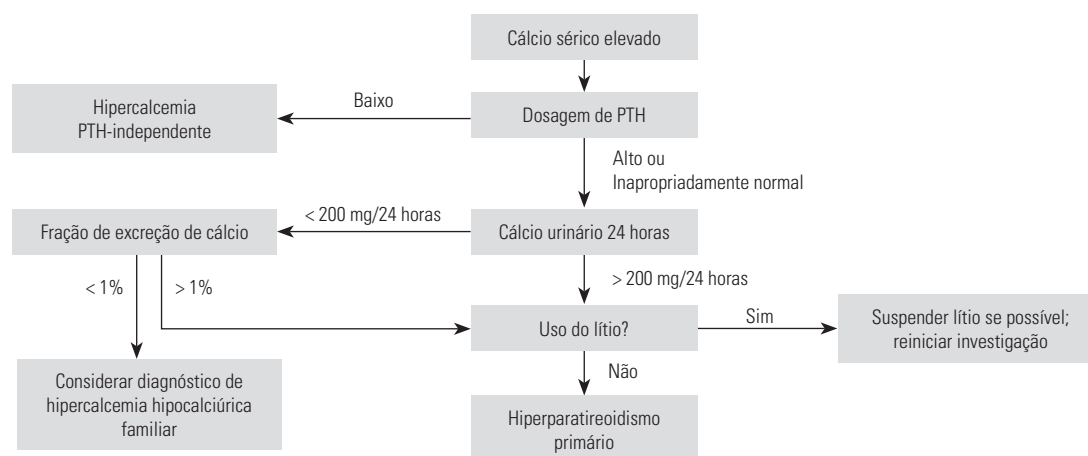 Cálcio sérico elevado
Baixo
Hipercalcemia
PTH-independente
Dosagem de PTH
Alto ou
Inapropriadamente normal
< 200 mg/24 horas
Fração de excreção de cálcio
Cálcio urinário 24 horas
< 1%
> 1%
> 200 mg/24 horas
Uso do lítio?
Sim
Suspender lítio se possível;
reiniciar investigação
Não
Considerar diagnóstico de
hipercalcemia hipocalciúrica
familiar
Hiperparatireoidismo
primário